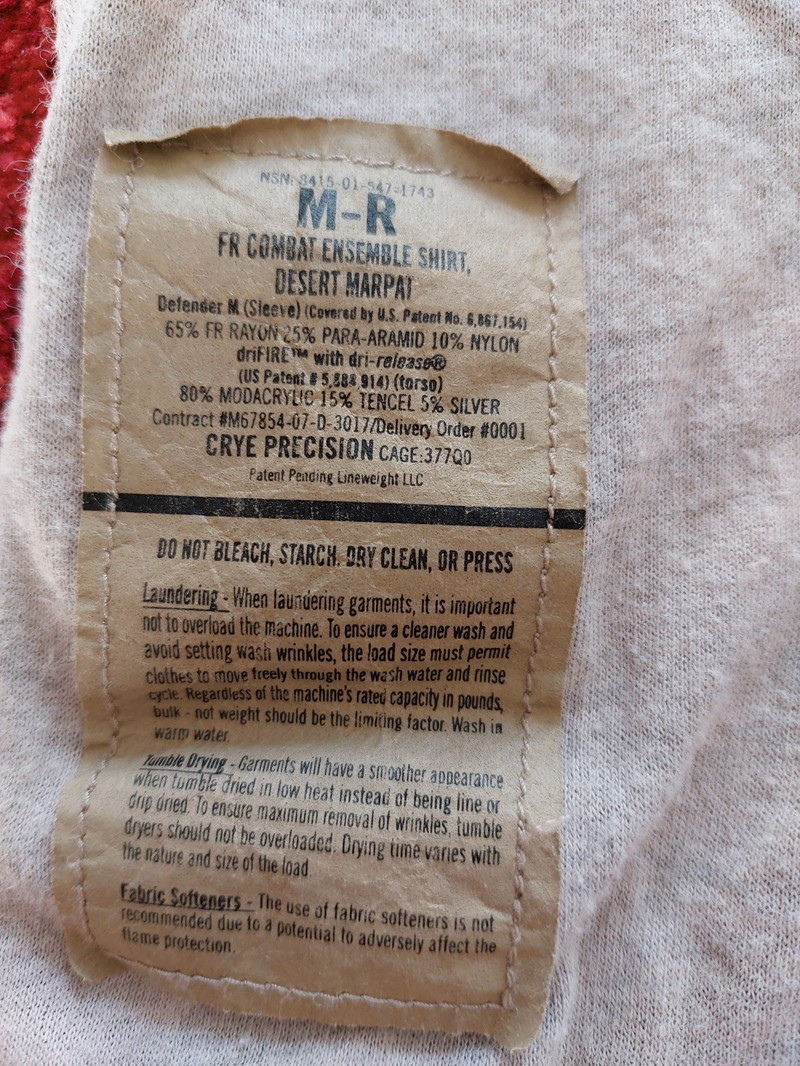 NSN: 8415-01-547-1743
M-R
FR COMBAT ENSEMBLE SHIRT,
DESERT MARPAT
Defender M (Sleeve) (Covered by U.S. Patent No. 6,867,154)
65% FR RAYON 25% PARA-ARAMID 10% NYLON
driFIRE™ with dri-release®
(US Patent # 5,888,914) (torso)
80% MODACRYLIC 15% TENCEL 5% SILVER
Contract #M67854-07-D-3017/Delivery Order #0001
CRYE PRECISION CAGE:377Q0
Patent Pending Lineweight LLC
DO NOT BLEACH, STARCH. DRY CLEAN, OR PRESS
Laundering - When laundering garments, it is important
not to overload the machine. To ensure a cleaner wash and
avoid setting wash wrinkles, the load size must permit
clothes to move freely through the wash water and rinse
cycle. Regardless of the machine's rated capacity in pounds,
bulk - not weight should be the limiting factor. Wash in
warm water.
Tumble Drying - Garments will have a smoother appearance
when tumble dried in low heat instead of being line or
drip dried. To ensure maximum removal of wrinkles, tumble
dryers should not be overloaded. Drying time varies with
the nature and size of the load.
Fabric Softeners - The use of fabric softeners is not
recommended due to a potential to adversely affect the
flame protection.